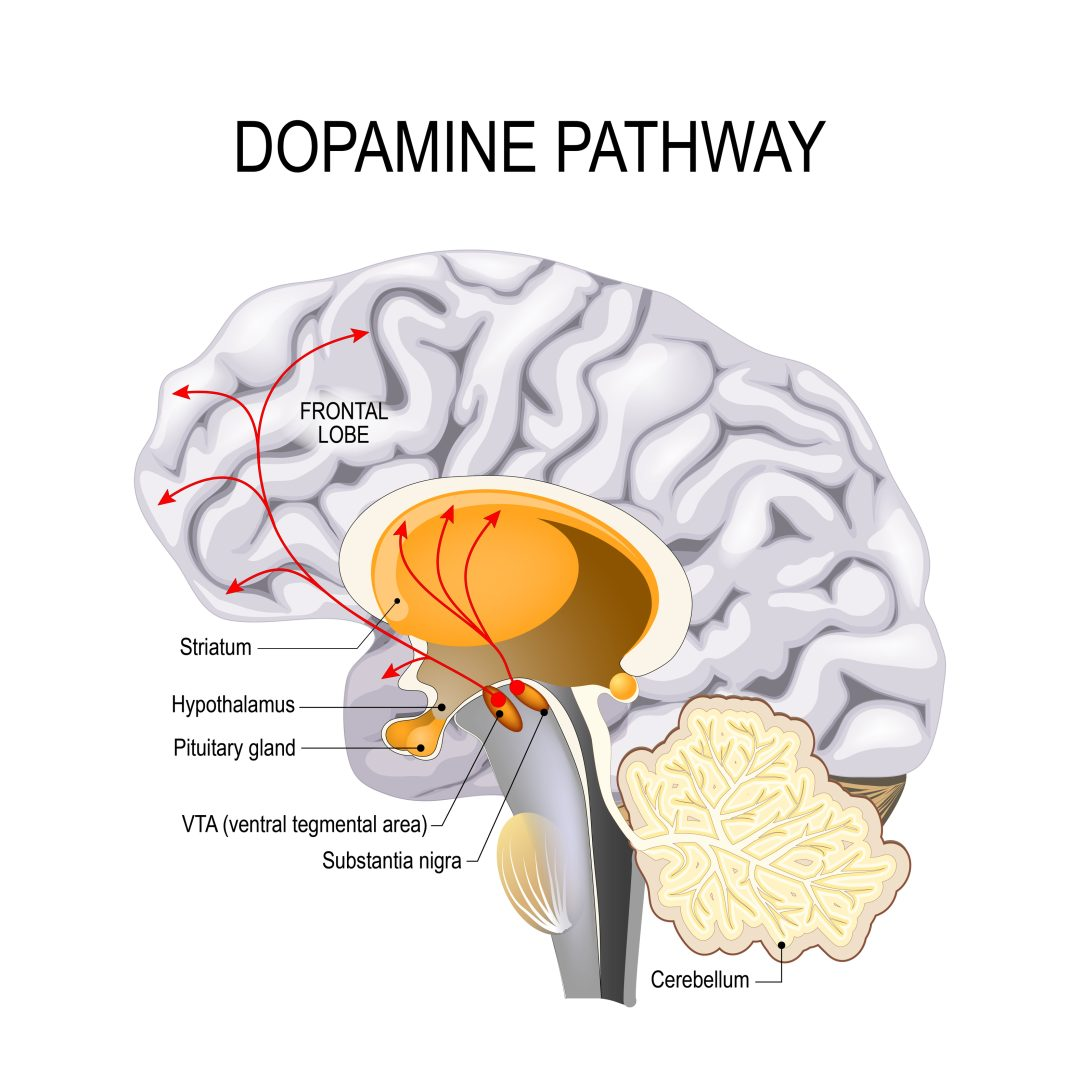 DOPAMINE PATHWAY
FRONTAL
LOBE
Striatum
Hypothalamus
Pituitary gland
VTA (ventral tegmental area)
Substantia nigra
Cerebellum